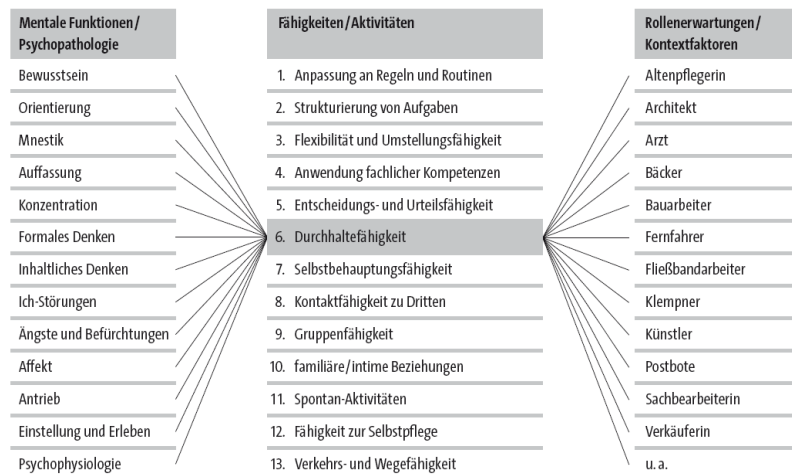 Mentale Funktionen/
Psychopathologie
Bewusstsein
Orientierung
Mnestik
Auffassung
Konzentration
Formales Denken
Inhaltliches Denken
Ich-Störungen
Ängste und Befürchtungen
Affekt
Antrieb
Einstellung und Erleben
Psychophysiologie
Fähigkeiten/Aktivitäten
1. Anpassung an Regeln und Routinen
2. Strukturierung von Aufgaben
3. Flexibilität und Umstellungsfähigkeit
4. Anwendung fachlicher Kompetenzen
5. Entscheidungs- und Urteilsfähigkeit
6. Durchhaltefähigkeit
7. Selbstbehauptungsfähigkeit
8. Kontaktfähigkeit zu Dritten
9. Gruppenfähigkeit
10. familiäre/intime Beziehungen
11. Spontan-Aktivitäten
12. Fähigkeit zur Selbstpflege
13. Verkehrs- und Wegefähigkeit
Rollenerwartungen/
Kontextfaktoren
Altenpflegerin
Architekt
Arzt
Bäcker
Bauarbeiter
Fernfahrer
Fließbandarbeiter
Klempner
Künstler
Postbote
Sachbearbeiterin
Verkäuferin
u. a.